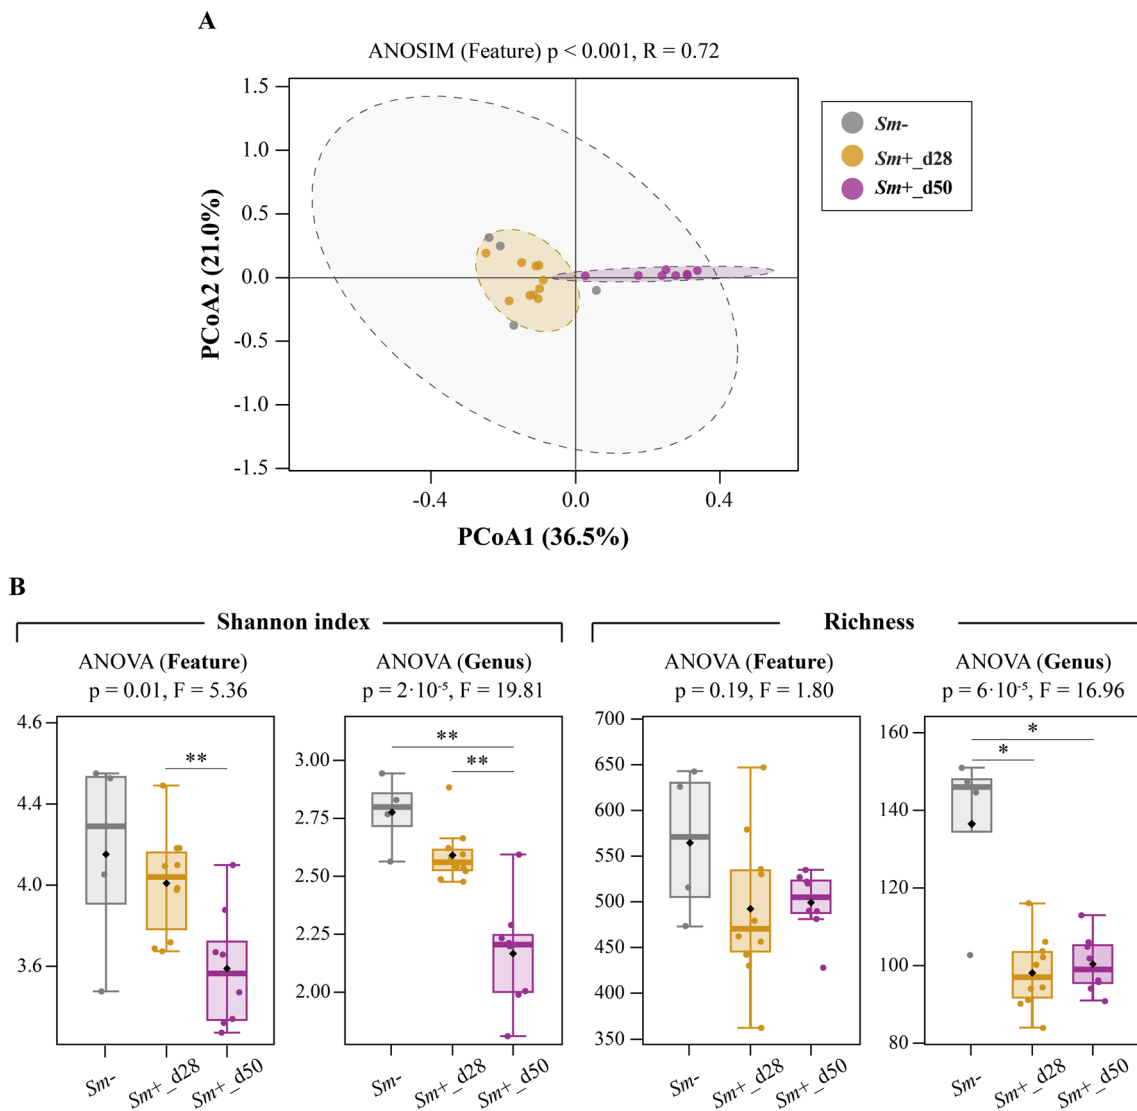 A
ANOSIM (Feature) p < 0.001, R = 0.72
1.5
1.0
0.5
0.0
-0.5
-1.0
-1.5
PCoA2 (21.0%)
-0.4
0.0
0.4
PCoA1 (36.5%)
Sm-
Sm+_d28
Sm+_d50
B
Shannon index
Richness
ANOVA (Feature)
p = 0.01, F = 5.36
4.6
4.4
4.0
3.6
**
Sm-
Sm+_d28
Sm+_d50
ANOVA (Genus)
p = 2·10⁻⁵, F = 19.81
3.00
2.75
2.50
2.25
2.00
**
**
Sm-
Sm+_d28
Sm+_d50
ANOVA (Feature)
p = 0.19, F = 1.80
700
650
600
550
500
450
400
350
Sm-
Sm+_d28
Sm+_d50
ANOVA (Genus)
p = 6·10⁻⁵, F = 16.96
160
140
120
100
80
*
*
Sm-
Sm+_d28
Sm+_d50